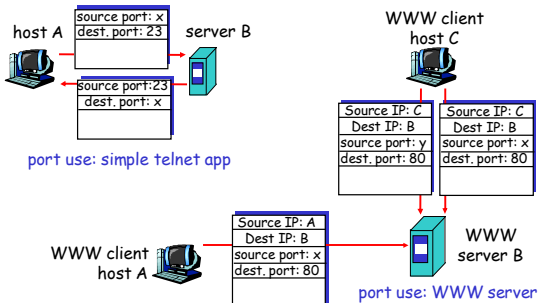 host A
source port: x
dest. port: 23
server B
source port:23
dest. port: x
port use: simple telnet app
WWW client
host C
Source IP: C
Dest IP: B
source port: y
dest. port: 80
Source IP: C
Dest IP: B
source port: x
dest. port: 80
WWW client
host A
Source IP: A
Dest IP: B
source port: x
dest. port: 80
WWW
server B
port use: WWW server